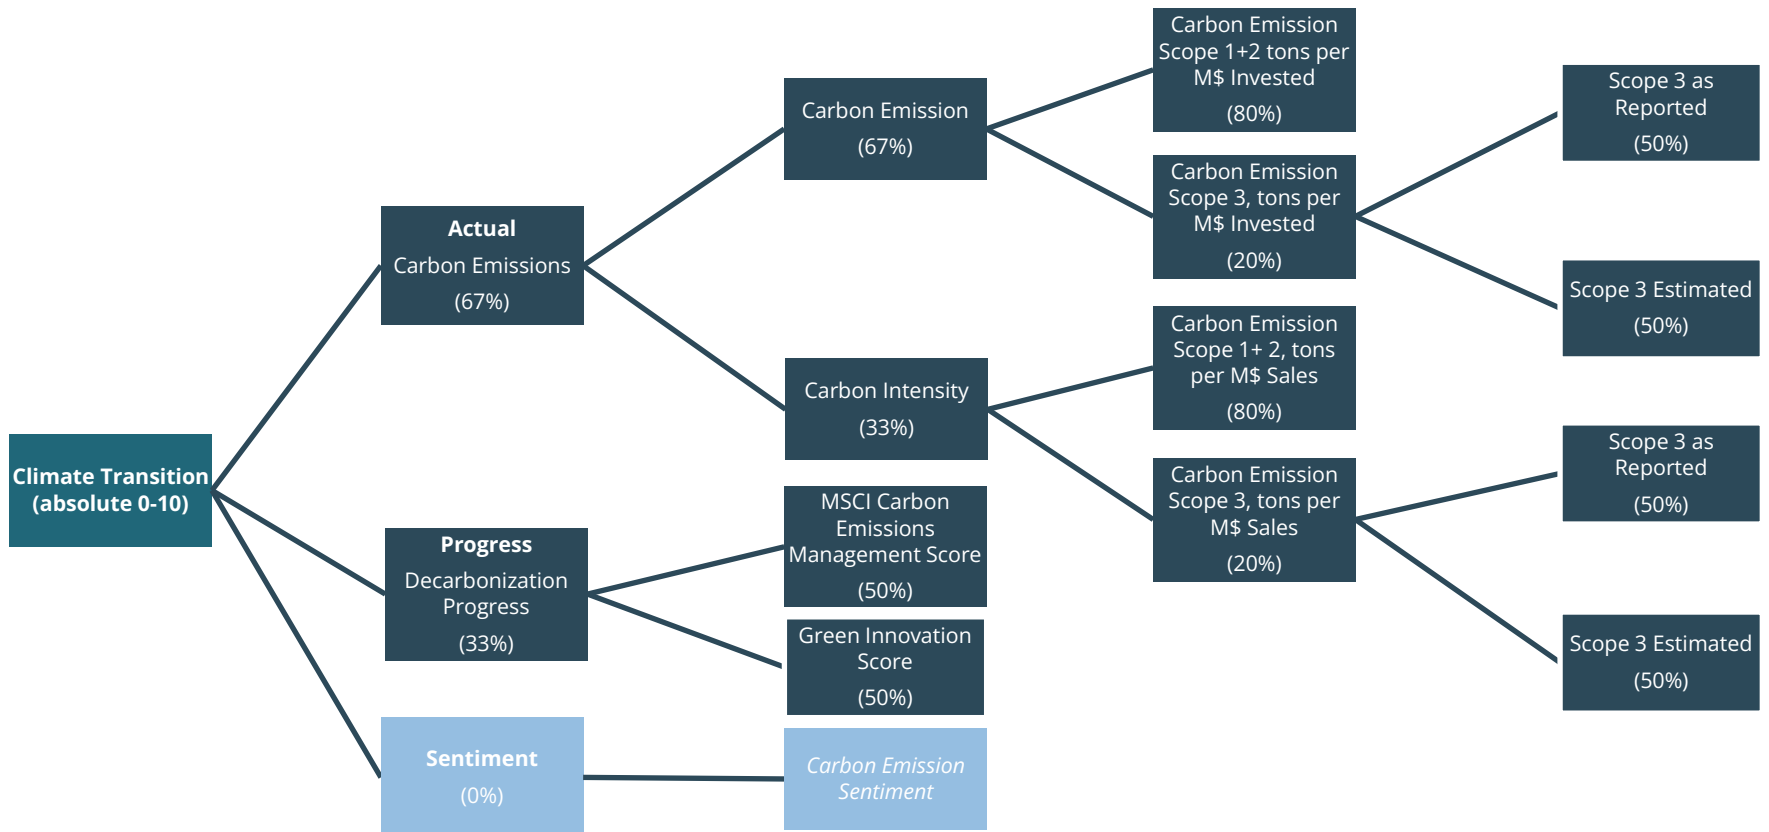 Climate Transition
(absolute 0-10)
Actual
Carbon Emissions
(67%)
Progress
Decarbonization
Progress
(33%)
Sentiment
(0%)
Carbon Emission
(67%)
Carbon Intensity
(33%)
MSCI Carbon
Emissions
Management Score
(50%)
Green Innovation
Score
(50%)
Carbon Emission
Sentiment
Carbon Emission
Scope 1+2 tons per
M$ Invested
(80%)
Carbon Emission
Scope 3, tons per
M$ Invested
(20%)
Carbon Emission
Scope 1+ 2, tons
per M$ Sales
(80%)
Carbon Emission
Scope 3, tons per
M$ Sales
(20%)
Scope 3 as
Reported
(50%)
Scope 3 Estimated
(50%)
Scope 3 as
Reported
(50%)
Scope 3 Estimated
(50%)